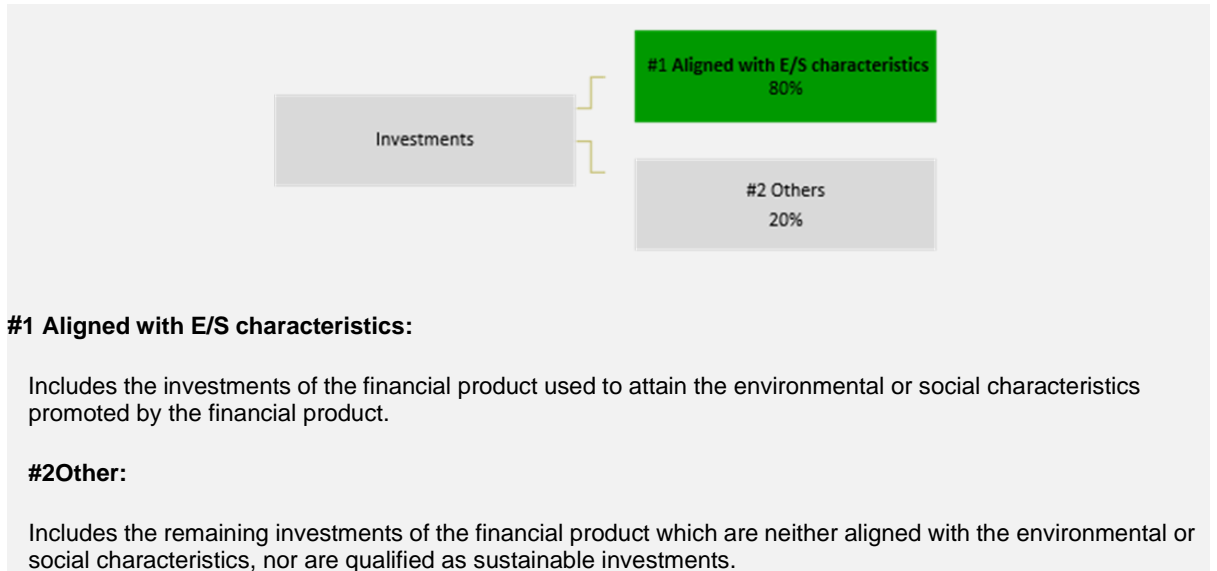 #1 Aligned with E/S characteristics
80%
Investments
#2 Others
20%
#1 Aligned with E/S characteristics:
Includes the investments of the financial product used to attain the environmental or social characteristics
promoted by the financial product.
#2Other:
Includes the remaining investments of the financial product which are neither aligned with the environmental or
social characteristics, nor are qualified as sustainable investments.